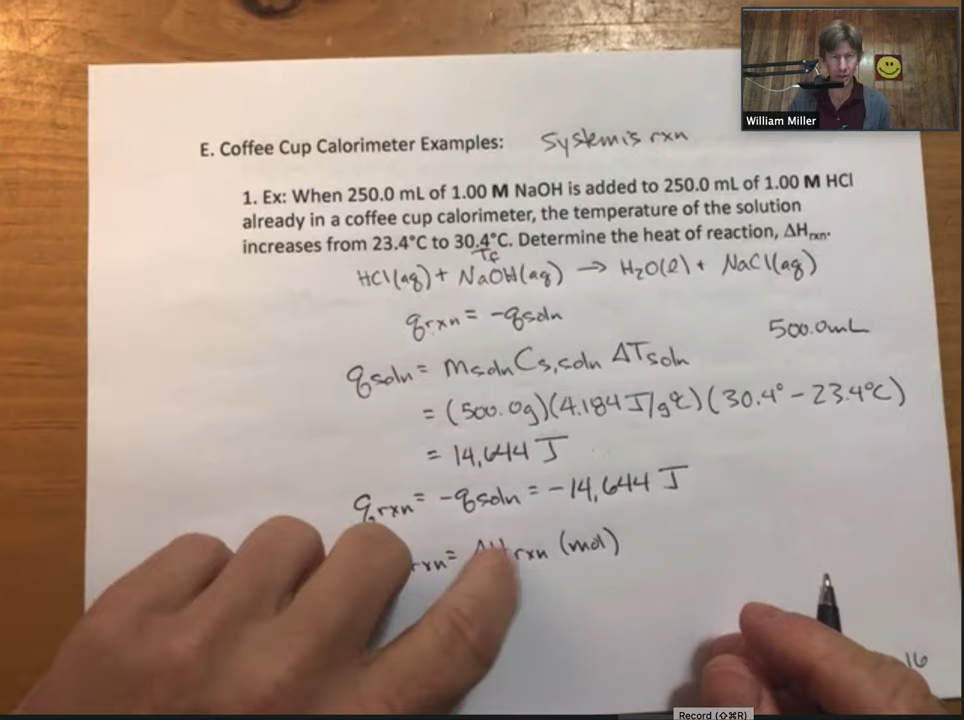 William Miller
E. Coffee Cup Calorimeter Examples: System is rxn
1. Ex: When 250.0 mL of 1.00 M NaOH is added to 250.0 mL of 1.00 M HCl
already in a coffee cup calorimeter, the temperature of the solution
increases from 23.4°C to 30.4°C. Determine the heat of reaction, ΔHrxn.
Tf
HCl(aq) + NaOH(aq) → H₂O(l) + NaCl(aq)
qrxn = -qsoln
500.0mL
qsoln = msoln Cs,soln ΔTsoln
= (500.0g)(4.184 J/g°C)(30.4° - 23.4°C)
= 14,644 J
qrxn = -qsoln = -14,644 J
rxn = ΔHrxn (mol)
16
Record (⇧⌘R)